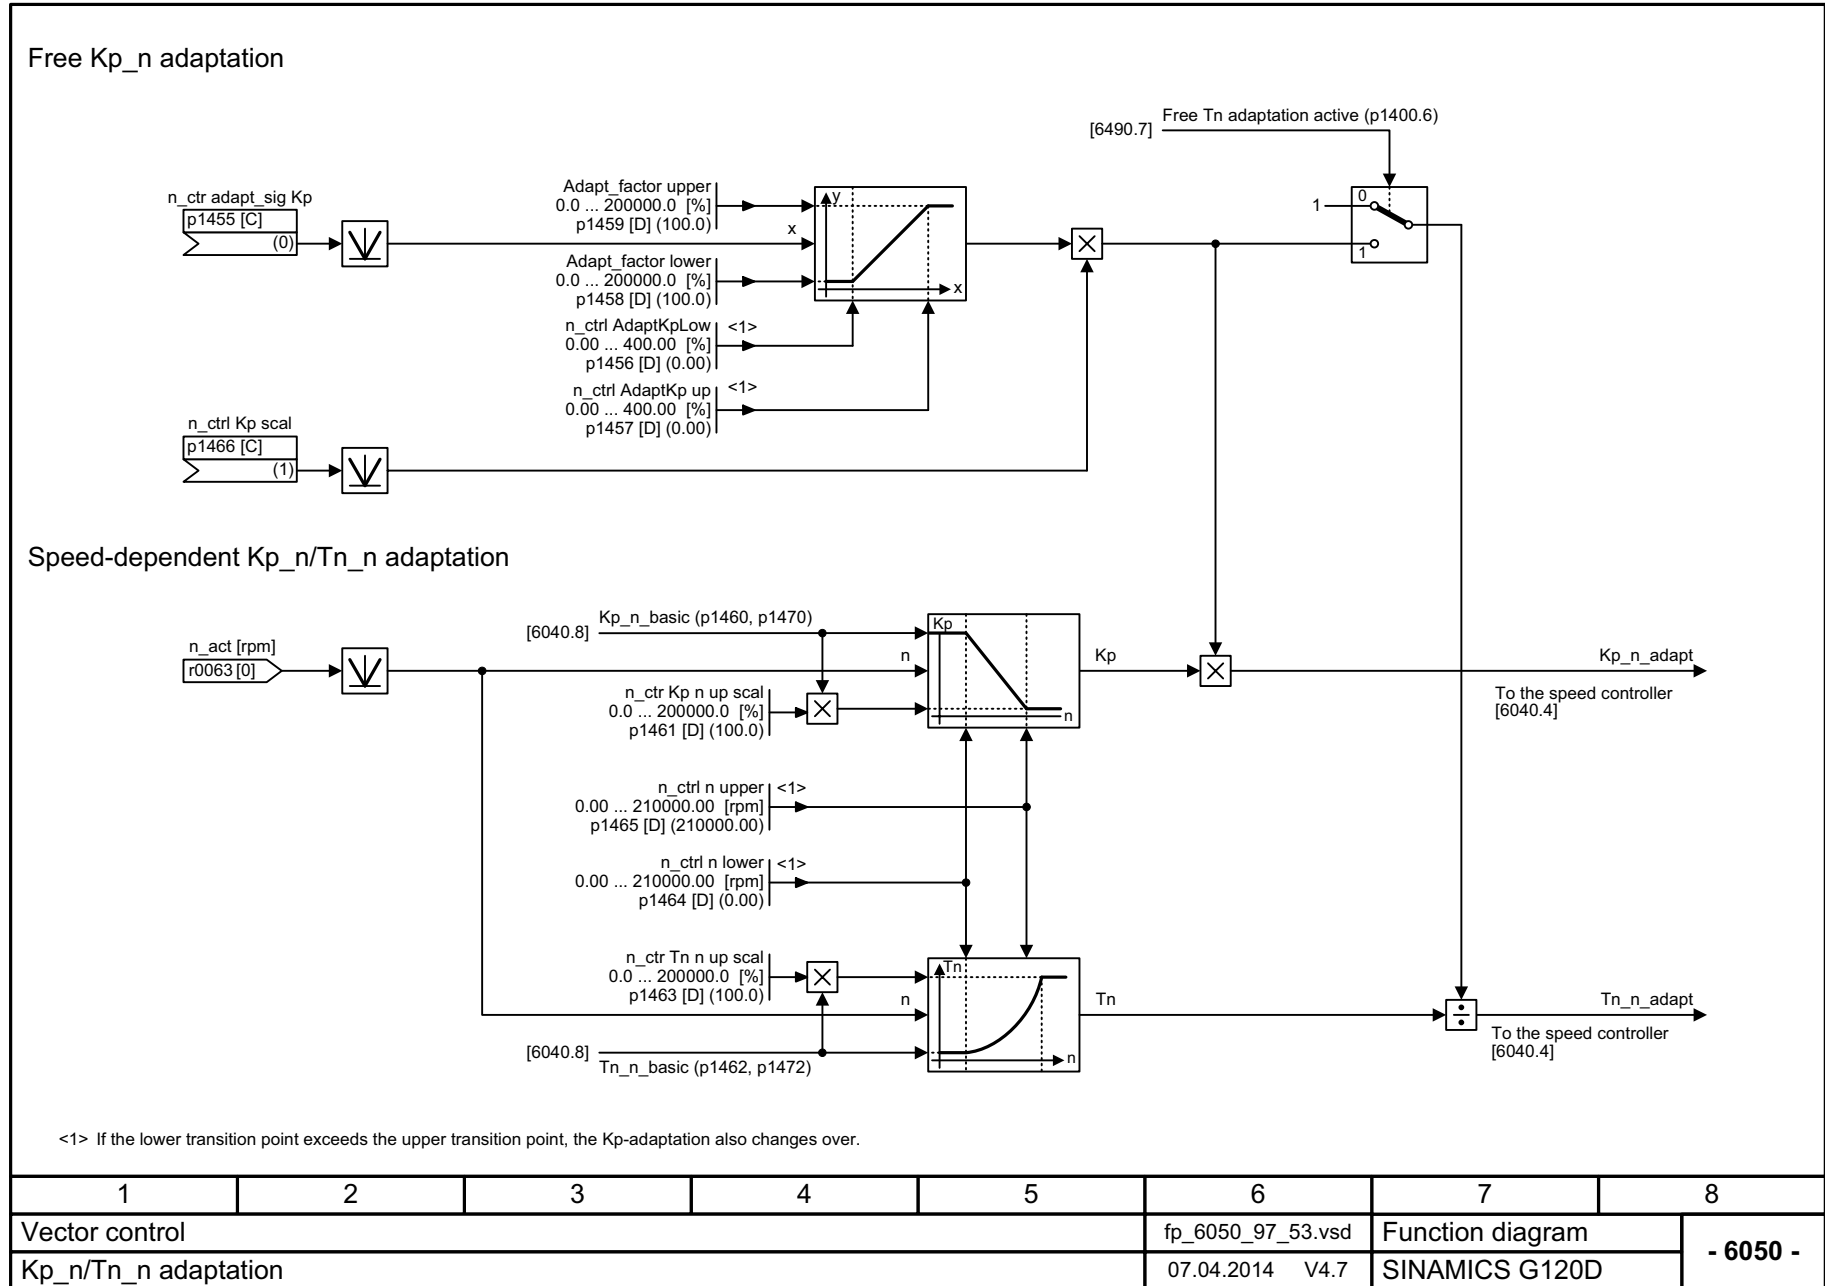 Free Kp_n adaptation
Free Tn adaptation active (p1400.6)
[6490.7]
n_ctr adapt_sig Kp
p1455 [C]
(0)
Adapt_factor upper
0.0 ... 200000.0 [%]
p1459 [D] (100.0)
x
Adapt_factor lower
0.0 ... 200000.0 [%]
p1458 [D] (100.0)
y
x
1
0
1
n_ctrl AdaptKpLow
<1>
0.00 ... 400.00 [%]
p1456 [D] (0.00)
n_ctrl AdaptKp up
<1>
0.00 ... 400.00 [%]
p1457 [D] (0.00)
n_ctrl Kp scal
p1466 [C]
(1)
Speed-dependent Kp_n/Tn_n adaptation
Kp_n_basic (p1460, p1470)
[6040.8]
n_act [rpm]
r0063 [0]
n
Kp
n
Kp
Kp_n_adapt
To the speed controller
[6040.4]
n_ctr Kp n up scal
0.0 ... 200000.0 [%]
p1461 [D] (100.0)
n_ctrl n upper
<1>
0.00 ... 210000.00 [rpm]
p1465 [D] (210000.00)
n_ctrl n lower
<1>
0.00 ... 210000.00 [rpm]
p1464 [D] (0.00)
n_ctr Tn n up scal
0.0 ... 200000.0 [%]
p1463 [D] (100.0)
n
Tn
n
Tn
Tn_n_adapt
To the speed controller
[6040.4]
[6040.8]
Tn_n_basic (p1462, p1472)
<1> If the lower transition point exceeds the upper transition point, the Kp-adaptation also changes over.
1 2 3 4 5 6 7 8
Vector control
fp_6050_97_53.vsd
Function diagram
- 6050 -
Kp_n/Tn_n adaptation
07.04.2014 V4.7
SINAMICS G120D